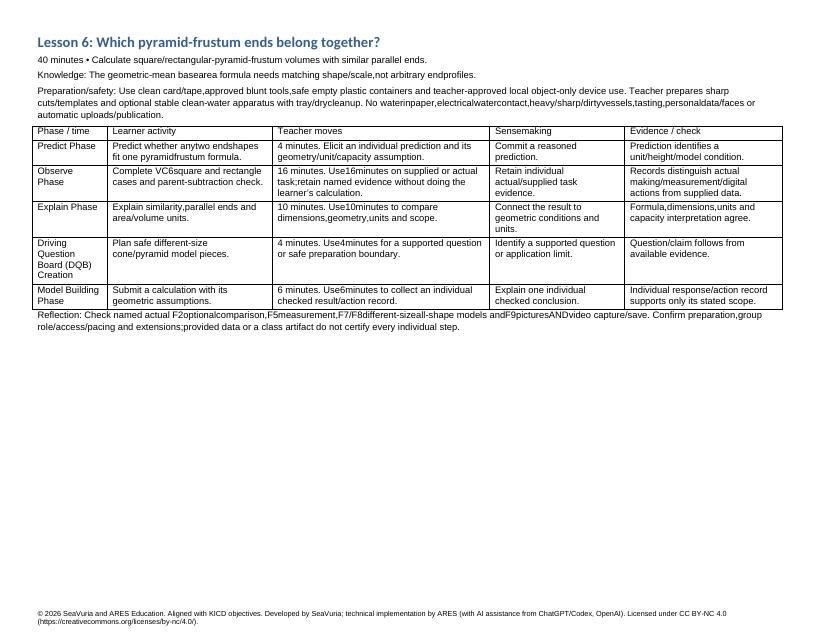 Lesson 6: Which pyramid-frustum ends belong together?
40 minutes • Calculate square/rectangular-pyramid-frustum volumes with similar parallel ends.
Knowledge: The geometric-mean basearea formula needs matching shape/scale,not arbitrary endprofiles.
Preparation/safety: Use clean card/tape,approved blunt tools,safe empty plastic containers and teacher-approved local object-only device use. Teacher prepares sharp
cuts/templates and optional stable clean-water apparatus with tray/drycleanup. No waterinpaper,electricalwatercontact,heavy/sharp/dirtyvessels,tasting,personaldata/faces or
automatic uploads/publication.
Phase / time
Learner activity
Teacher moves
Sensemaking
Evidence / check
Predict Phase
Predict whether anytwo endshapes
fit one pyramidfrustum formula.
4 minutes. Elicit an individual prediction and its
geometry/unit/capacity assumption.
Commit a reasoned
prediction.
Prediction identifies a
unit/height/model condition.
Observe
Phase
Complete VC6square and rectangle
cases and parent-subtraction check.
16 minutes. Use16minutes on supplied or actual
task;retain named evidence without doing the
learner's calculation.
Retain individual
actual/supplied task
evidence.
Records distinguish actual
making/measurement/digital
actions from supplied data.
Explain Phase
Explain similarity,parallel ends and
area/volume units.
10 minutes. Use10minutes to compare
dimensions,geometry,units and scope.
Connect the result to
geometric conditions and
units.
Formula,dimensions,units and
capacity interpretation agree.
Driving
Question
Board (DQB)
Creation
Plan safe different-size
cone/pyramid model pieces.
4 minutes. Use4minutes for a supported question
or safe preparation boundary.
Identify a supported question
or application limit.
Question/claim follows from
available evidence.
Model Building
Phase
Submit a calculation with its
geometric assumptions.
6 minutes. Use6minutes to collect an individual
checked result/action record.
Explain one individual
checked conclusion.
Individual response/action record
supports only its stated scope.
Reflection: Check named actual F2optionalcomparison,F5measurement,F7/F8different-sizeall-shape models andF9picturesANDvideo capture/save. Confirm preparation,group
role/access/pacing and extensions;provided data or a class artifact do not certify every individual step.
© 2026 SeaVuria and ARES Education. Aligned with KICD objectives. Developed by SeaVuria; technical implementation by ARES (with AI assistance from ChatGPT/Codex, OpenAI). Licensed under CC BY-NC 4.0
(https://creativecommons.org/licenses/by-nc/4.0/).